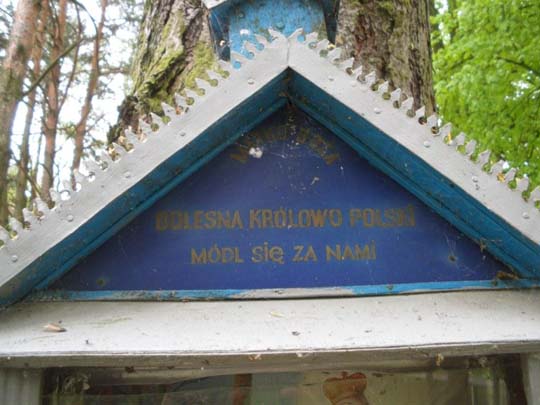 BOLESNA KRÓLOWO POLSKI
MÓDL SIĘ ZA NAMI